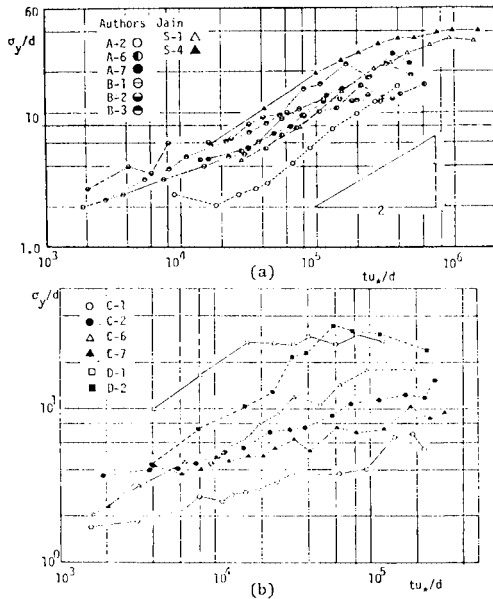 60
σy/d
Authors Jain
A-2 S-3
A-6 S-4
A-7
B-1
B-2
B-3
10
2
1.0
10³ 10⁴ 10⁵ 10⁶
(a) tu*/d
σy/d
C-1
C-2
C-6
C-7
D-1
D-2
10¹
10⁰
10³ 10⁴ 10⁵
(b) tu*/d